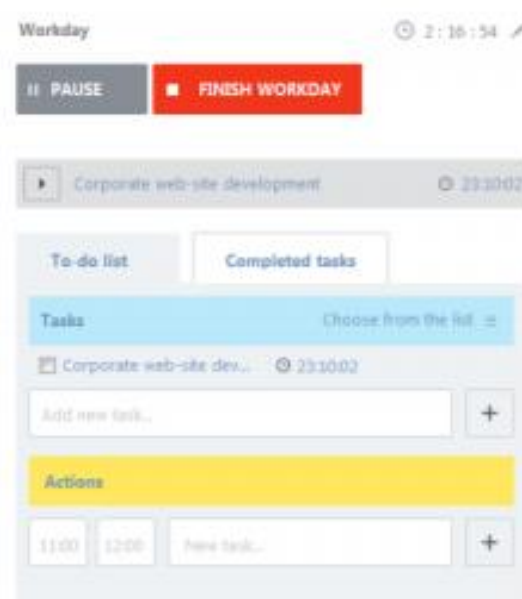 Workday 2:16:54
PAUSE FINISH WORKDAY
Corporate web-site development 23:10:02
To-do list Completed tasks
Tasks Choose from the list
Corporate web-site dev... 23:10:02
Add new task...
Actions
11:00 12:00 New task...